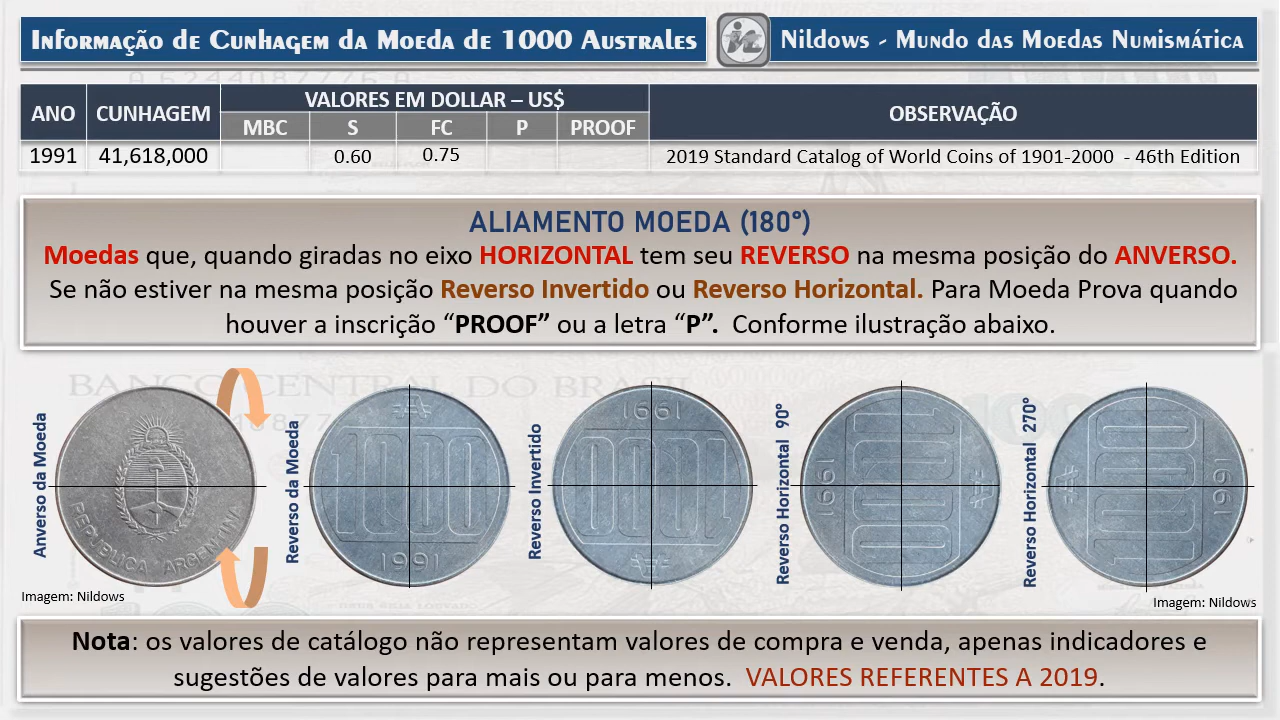 Informação de Cunhagem da Moeda de 1000 Australes
Nildows - Mundo das Moedas Numismática
A 6244087776 A
ANO CUNHAGEM VALORES EM DOLLAR – US$ OBSERVAÇÃO
MBC S FC P PROOF
1991 41,618,000 0.60 0.75 2019 Standard Catalog of World Coins of 1901-2000 - 46th Edition
ALIAMENTO MOEDA (180°)
Moedas que, quando giradas no eixo HORIZONTAL tem seu REVERSO na mesma posição do ANVERSO.
Se não estiver na mesma posição Reverso Invertido ou Reverso Horizontal. Para Moeda Prova quando
houver a inscrição “PROOF” ou a letra “P”. Conforme ilustração abaixo.
BANCO CENTRAL DO BRASIL
Anverso da Moeda
REPUBLICA ARGENTINA
Reverso da Moeda
1000
1991
Reverso Invertido
1991
1000
Reverso Horizontal 90°
1000
1991
Reverso Horizontal 270°
1000
1991
Imagem: Nildows
Imagem: Nildows
Nota: os valores de catálogo não representam valores de compra e venda, apenas indicadores e
sugestões de valores para mais ou para menos. VALORES REFERENTES A 2019.